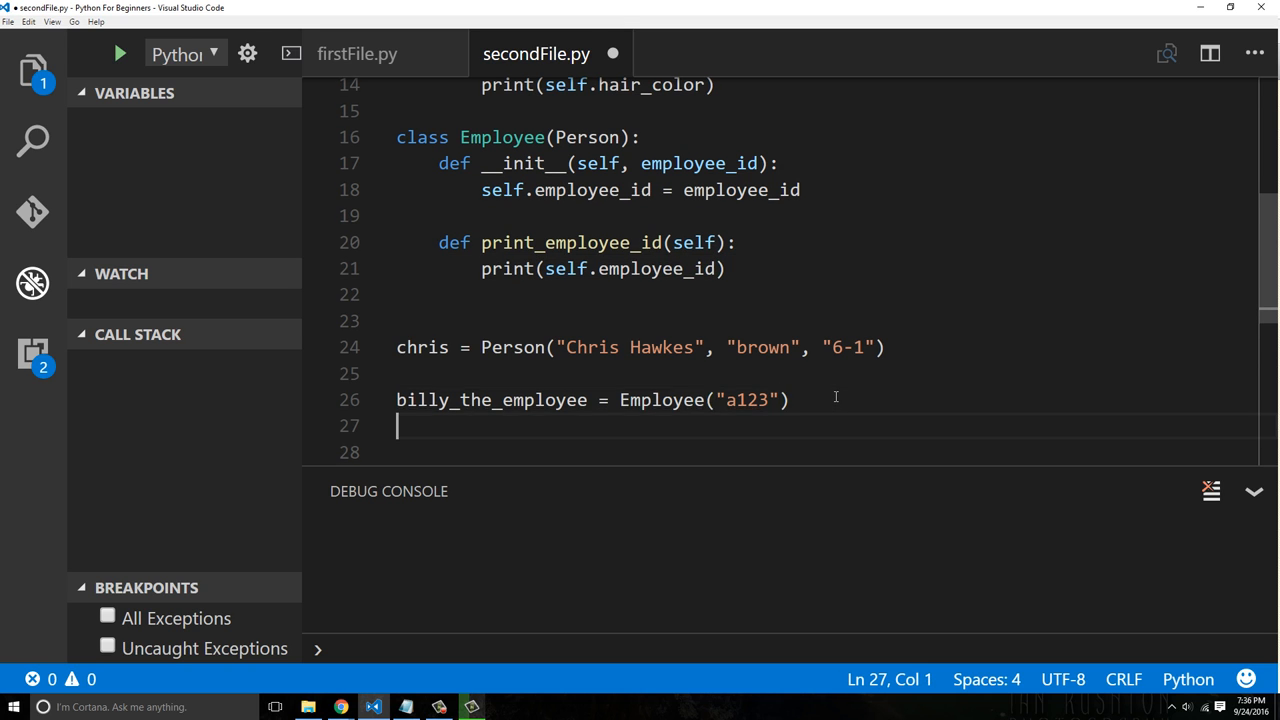 ● secondFile.py - Python For Beginners - Visual Studio Code
File Edit View Go Help
Python
firstFile.py
secondFile.py
1
2
VARIABLES
WATCH
CALL STACK
BREAKPOINTS
All Exceptions
Uncaught Exceptions
14 print(self.hair_color)
15
16 class Employee(Person):
17 def __init__(self, employee_id):
18 self.employee_id = employee_id
19
20 def print_employee_id(self):
21 print(self.employee_id)
22
23
24 chris = Person("Chris Hawkes", "brown", "6-1")
25
26 billy_the_employee = Employee("a123")
27
28
DEBUG CONSOLE
0 0
Ln 27, Col 1 Spaces: 4 UTF-8 CRLF Python
I'm Cortana. Ask me anything.
7:36 PM
9/24/2016